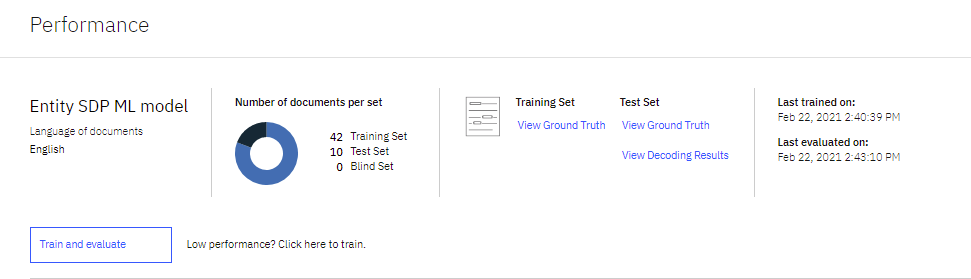 Performance
Entity SDP ML model
Language of documents
English
Number of documents per set
42 Training Set
10 Test Set
0 Blind Set
Training Set
View Ground Truth
Test Set
View Ground Truth
View Decoding Results
Last trained on:
Feb 22, 2021 2:40:39 PM
Last evaluated on:
Feb 22, 2021 2:43:10 PM
Train and evaluate
Low performance? Click here to train.